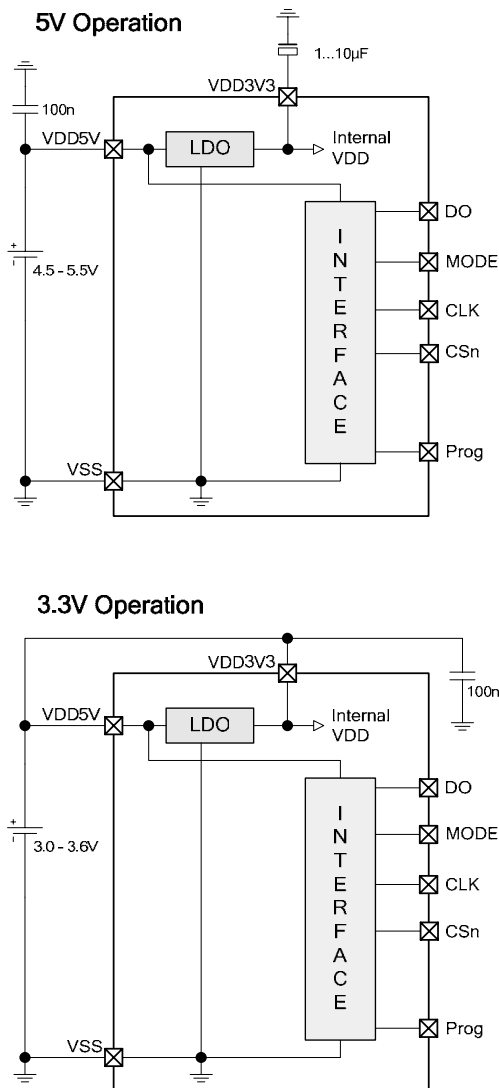 5V Operation
1...10µF
VDD3V3
100n
VDD5V
LDO
Internal
VDD
DO
INTERFACE
MODE
+
-
4.5 - 5.5V
CLK
CSn
Prog
VSS
3.3V Operation
VDD3V3
100n
VDD5V
LDO
Internal
VDD
DO
INTERFACE
MODE
+
-
3.0 - 3.6V
CLK
CSn
Prog
VSS